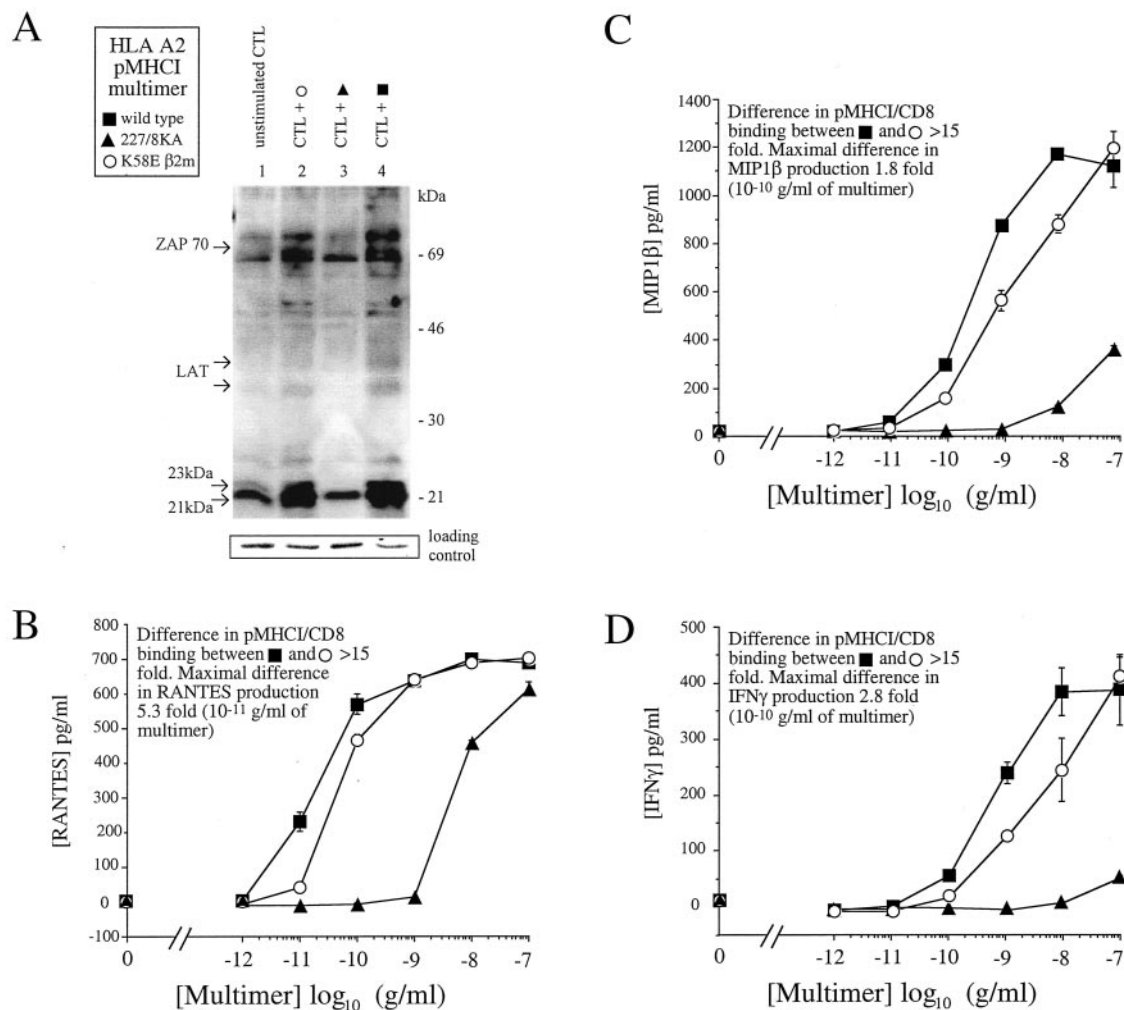 A
HLA A2
pMHCI
multimer
■ wild type
▲ 227/8KA
○ K58E β2m
unstimulated CTL
CTL + ○
CTL + ▲
CTL + ■
1 2 3 4
kDa
ZAP 70
- 69
- 46
LAT
- 30
23kDa
21kDa
- 21
loading
control
B
Difference in pMHCI/CD8
binding between ■ and ○ >15
fold. Maximal difference
in RANTES production
5.3 fold (10-11 g/ml of
multimer)
[RANTES] pg/ml
800
700
600
500
400
300
200
100
0
-100
0 -12 -11 -10 -9 -8 -7
[Multimer] log10 (g/ml)
C
Difference in pMHCI/CD8
binding between ■ and ○ >15
fold. Maximal difference in
MIP1β production 1.8 fold
(10-10 g/ml of multimer)
[MIP1β] pg/ml
1400
1200
1000
800
600
400
200
0
0 -12 -11 -10 -9 -8 -7
[Multimer] log10 (g/ml)
D
Difference in pMHCI/CD8
binding between ■ and ○ >15
fold. Maximal difference in
IFNγ production 2.8 fold
(10-10 g/ml of multimer)
[IFNγ] pg/ml
500
400
300
200
100
0
0 -12 -11 -10 -9 -8 -7
[Multimer] log10 (g/ml)